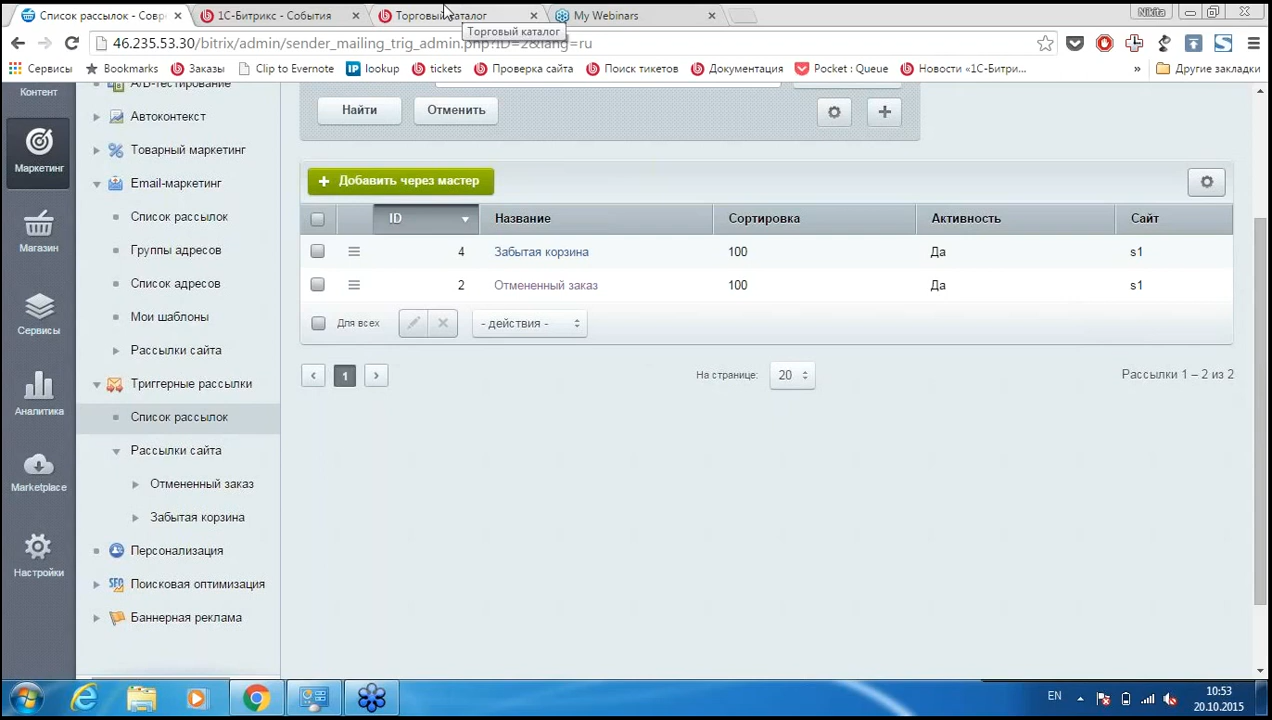 Список рассылок - Совр
1С-Битрикс - События
Торговый каталог
My Webinars
Nikita
Торговый каталог
46.235.53.30/bitrix/admin/sender_mailing_trig_admin.php?ID=2&lang=ru
Сервисы
Bookmarks
Заказы
Clip to Evernote
IP lookup
tickets
Проверка сайта
Поиск тикетов
Документация
Pocket : Queue
Новости «1С-Битри...
»
Другие закладки
Контент
Маркетинг
Магазин
Сервисы
Аналитика
Marketplace
Настройки
A/B-тестирование
Автоконтекст
Товарный маркетинг
Email-маркетинг
Список рассылок
Группы адресов
Список адресов
Мои шаблоны
Рассылки сайта
Триггерные рассылки
Список рассылок
Рассылки сайта
Отмененный заказ
Забытая корзина
Персонализация
SEO Поисковая оптимизация
Баннерная реклама
Найти Отменить
+ Добавить через мастер
ID Название Сортировка Активность Сайт
4 Забытая корзина 100 Да s1
2 Отмененный заказ 100 Да s1
Для всех - действия -
1 На странице: 20 Рассылки 1 – 2 из 2
EN 10:53
20.10.2015